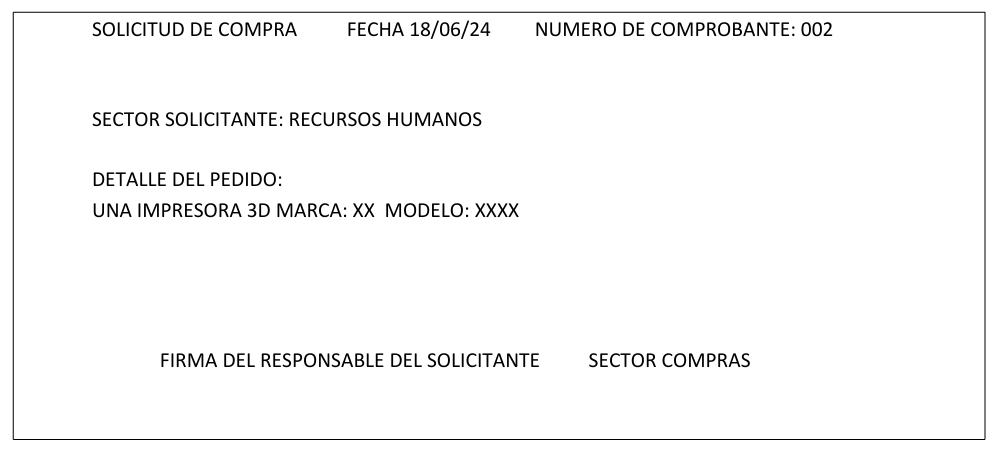 SOLICITUD DE COMPRA FECHA 18/06/24 NUMERO DE COMPROBANTE: 002
SECTOR SOLICITANTE: RECURSOS HUMANOS
DETALLE DEL PEDIDO:
UNA IMPRESORA 3D MARCA: XX MODELO: XXXX
FIRMA DEL RESPONSABLE DEL SOLICITANTE SECTOR COMPRAS